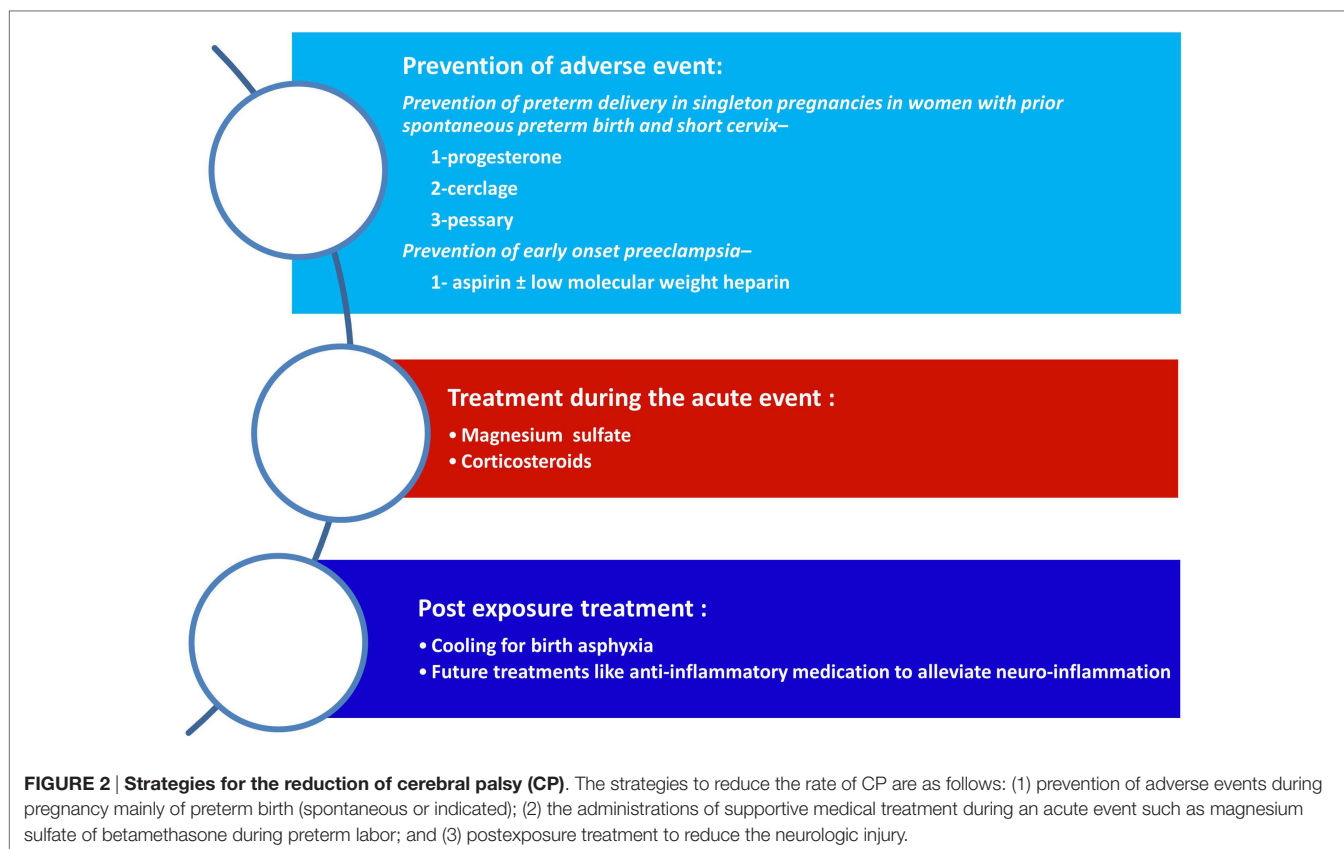 Prevention of adverse event:
Prevention of preterm delivery in singleton pregnancies in women with prior
spontaneous preterm birth and short cervix–
1-progesterone
2-cerclage
3-pessary
Prevention of early onset preeclampsia–
1- aspirin ± low molecular weight heparin
Treatment during the acute event :
• Magnesium sulfate
• Corticosteroids
Post exposure treatment :
• Cooling for birth asphyxia
• Future treatments like anti-inflammatory medication to alleviate neuro-inflammation
FIGURE 2 | Strategies for the reduction of cerebral palsy (CP). The strategies to reduce the rate of CP are as follows: (1) prevention of adverse events during
pregnancy mainly of preterm birth (spontaneous or indicated); (2) the administrations of supportive medical treatment during an acute event such as magnesium
sulfate of betamethasone during preterm labor; and (3) postexposure treatment to reduce the neurologic injury.